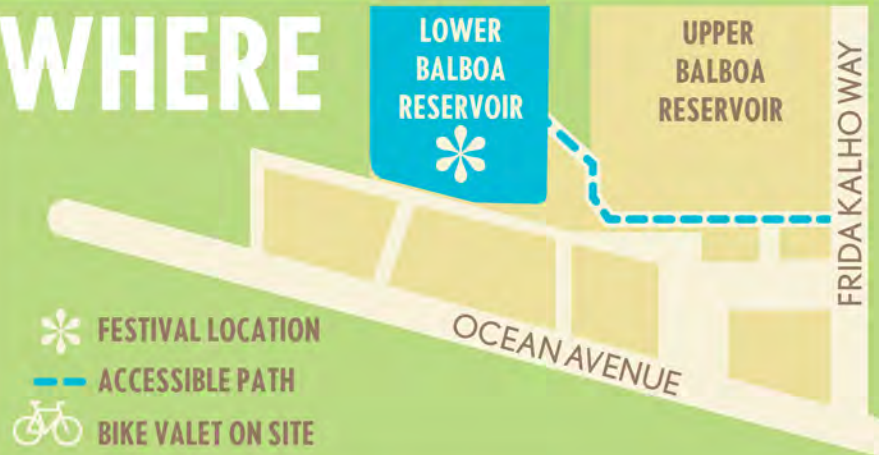 WHERE
LOWER
BALBOA
RESERVOIR
UPPER
BALBOA
RESERVOIR
FRIDA KALHO WAY
OCEAN AVENUE
FESTIVAL LOCATION
ACCESSIBLE PATH
BIKE VALET ON SITE